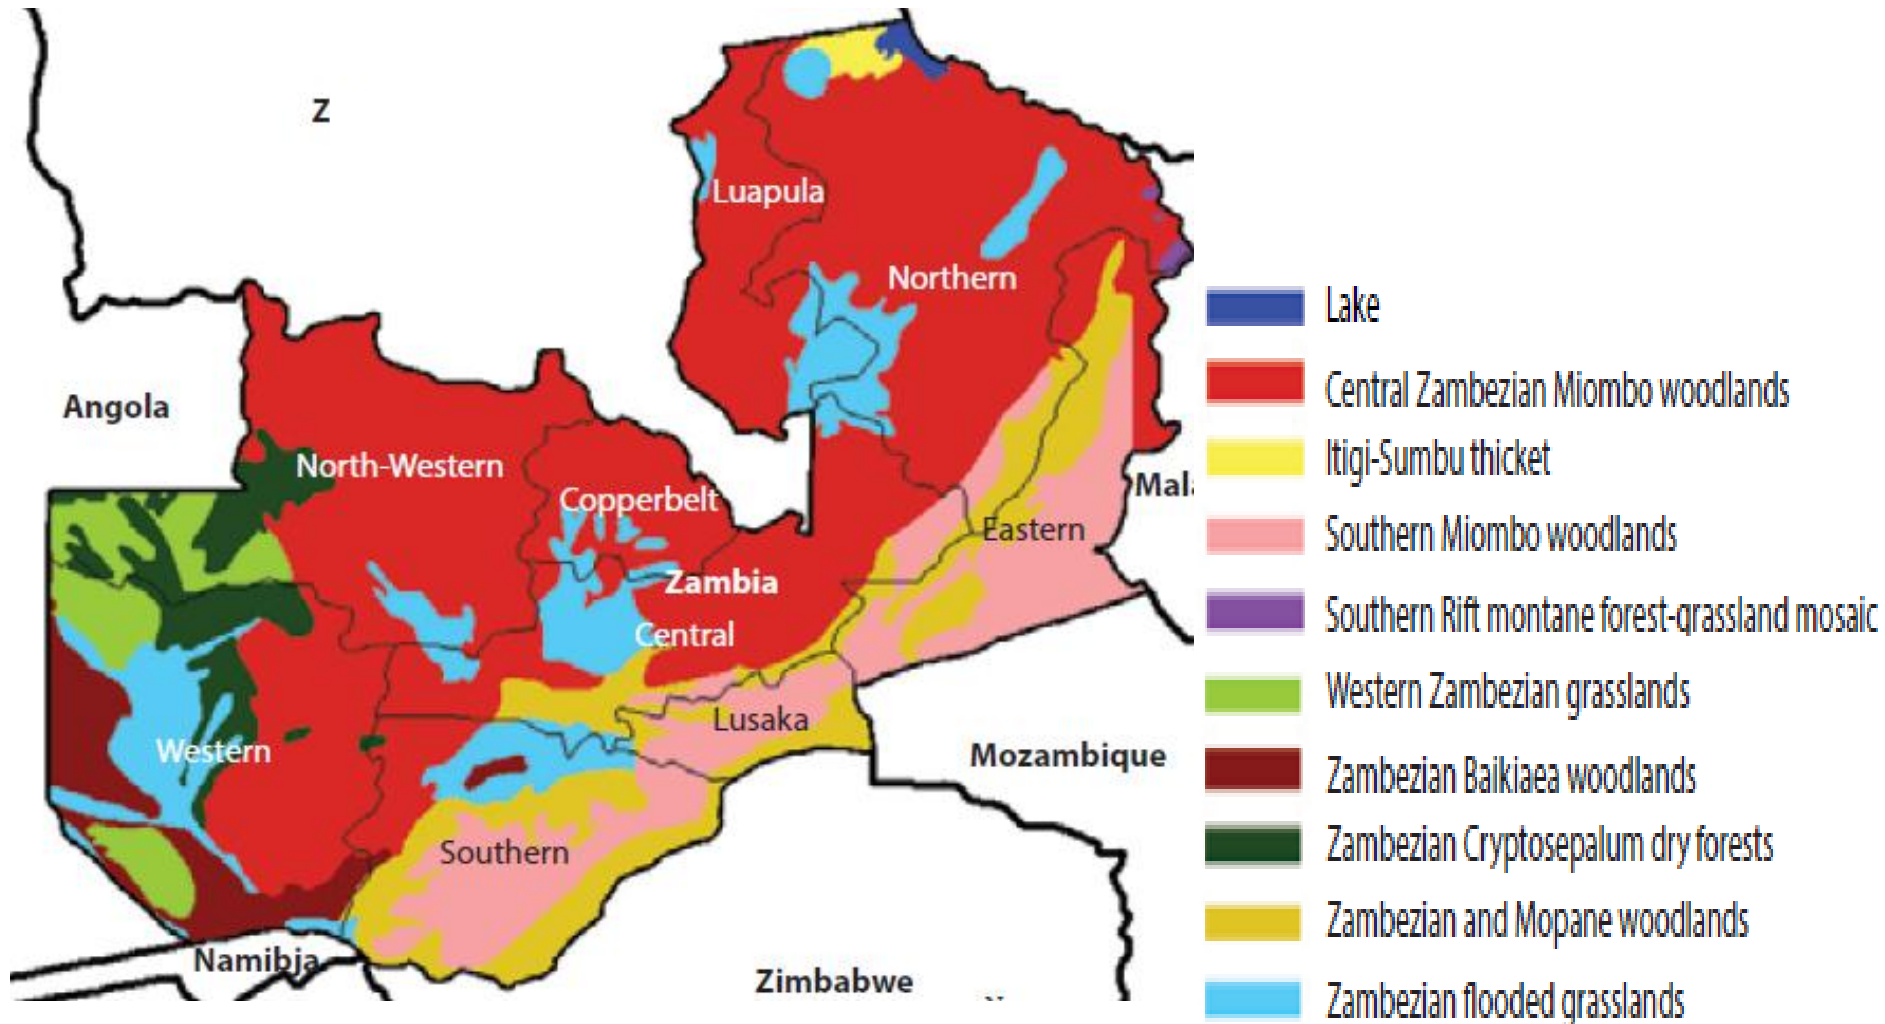 Z
Luapula
Northern
Angola
North-Western
Copperbelt
Mala
Eastern
Zambia
Central
Lusaka
Western
Mozambique
Southern
Namibja
Zimbabwe
Lake
Central Zambezian Miombo woodlands
Itigi-Sumbu thicket
Southern Miombo woodlands
Southern Rift montane forest-grassland mosaic
Western Zambezian grasslands
Zambezian Baikiaea woodlands
Zambezian Cryptosepalum dry forests
Zambezian and Mopane woodlands
Zambezian flooded grasslands